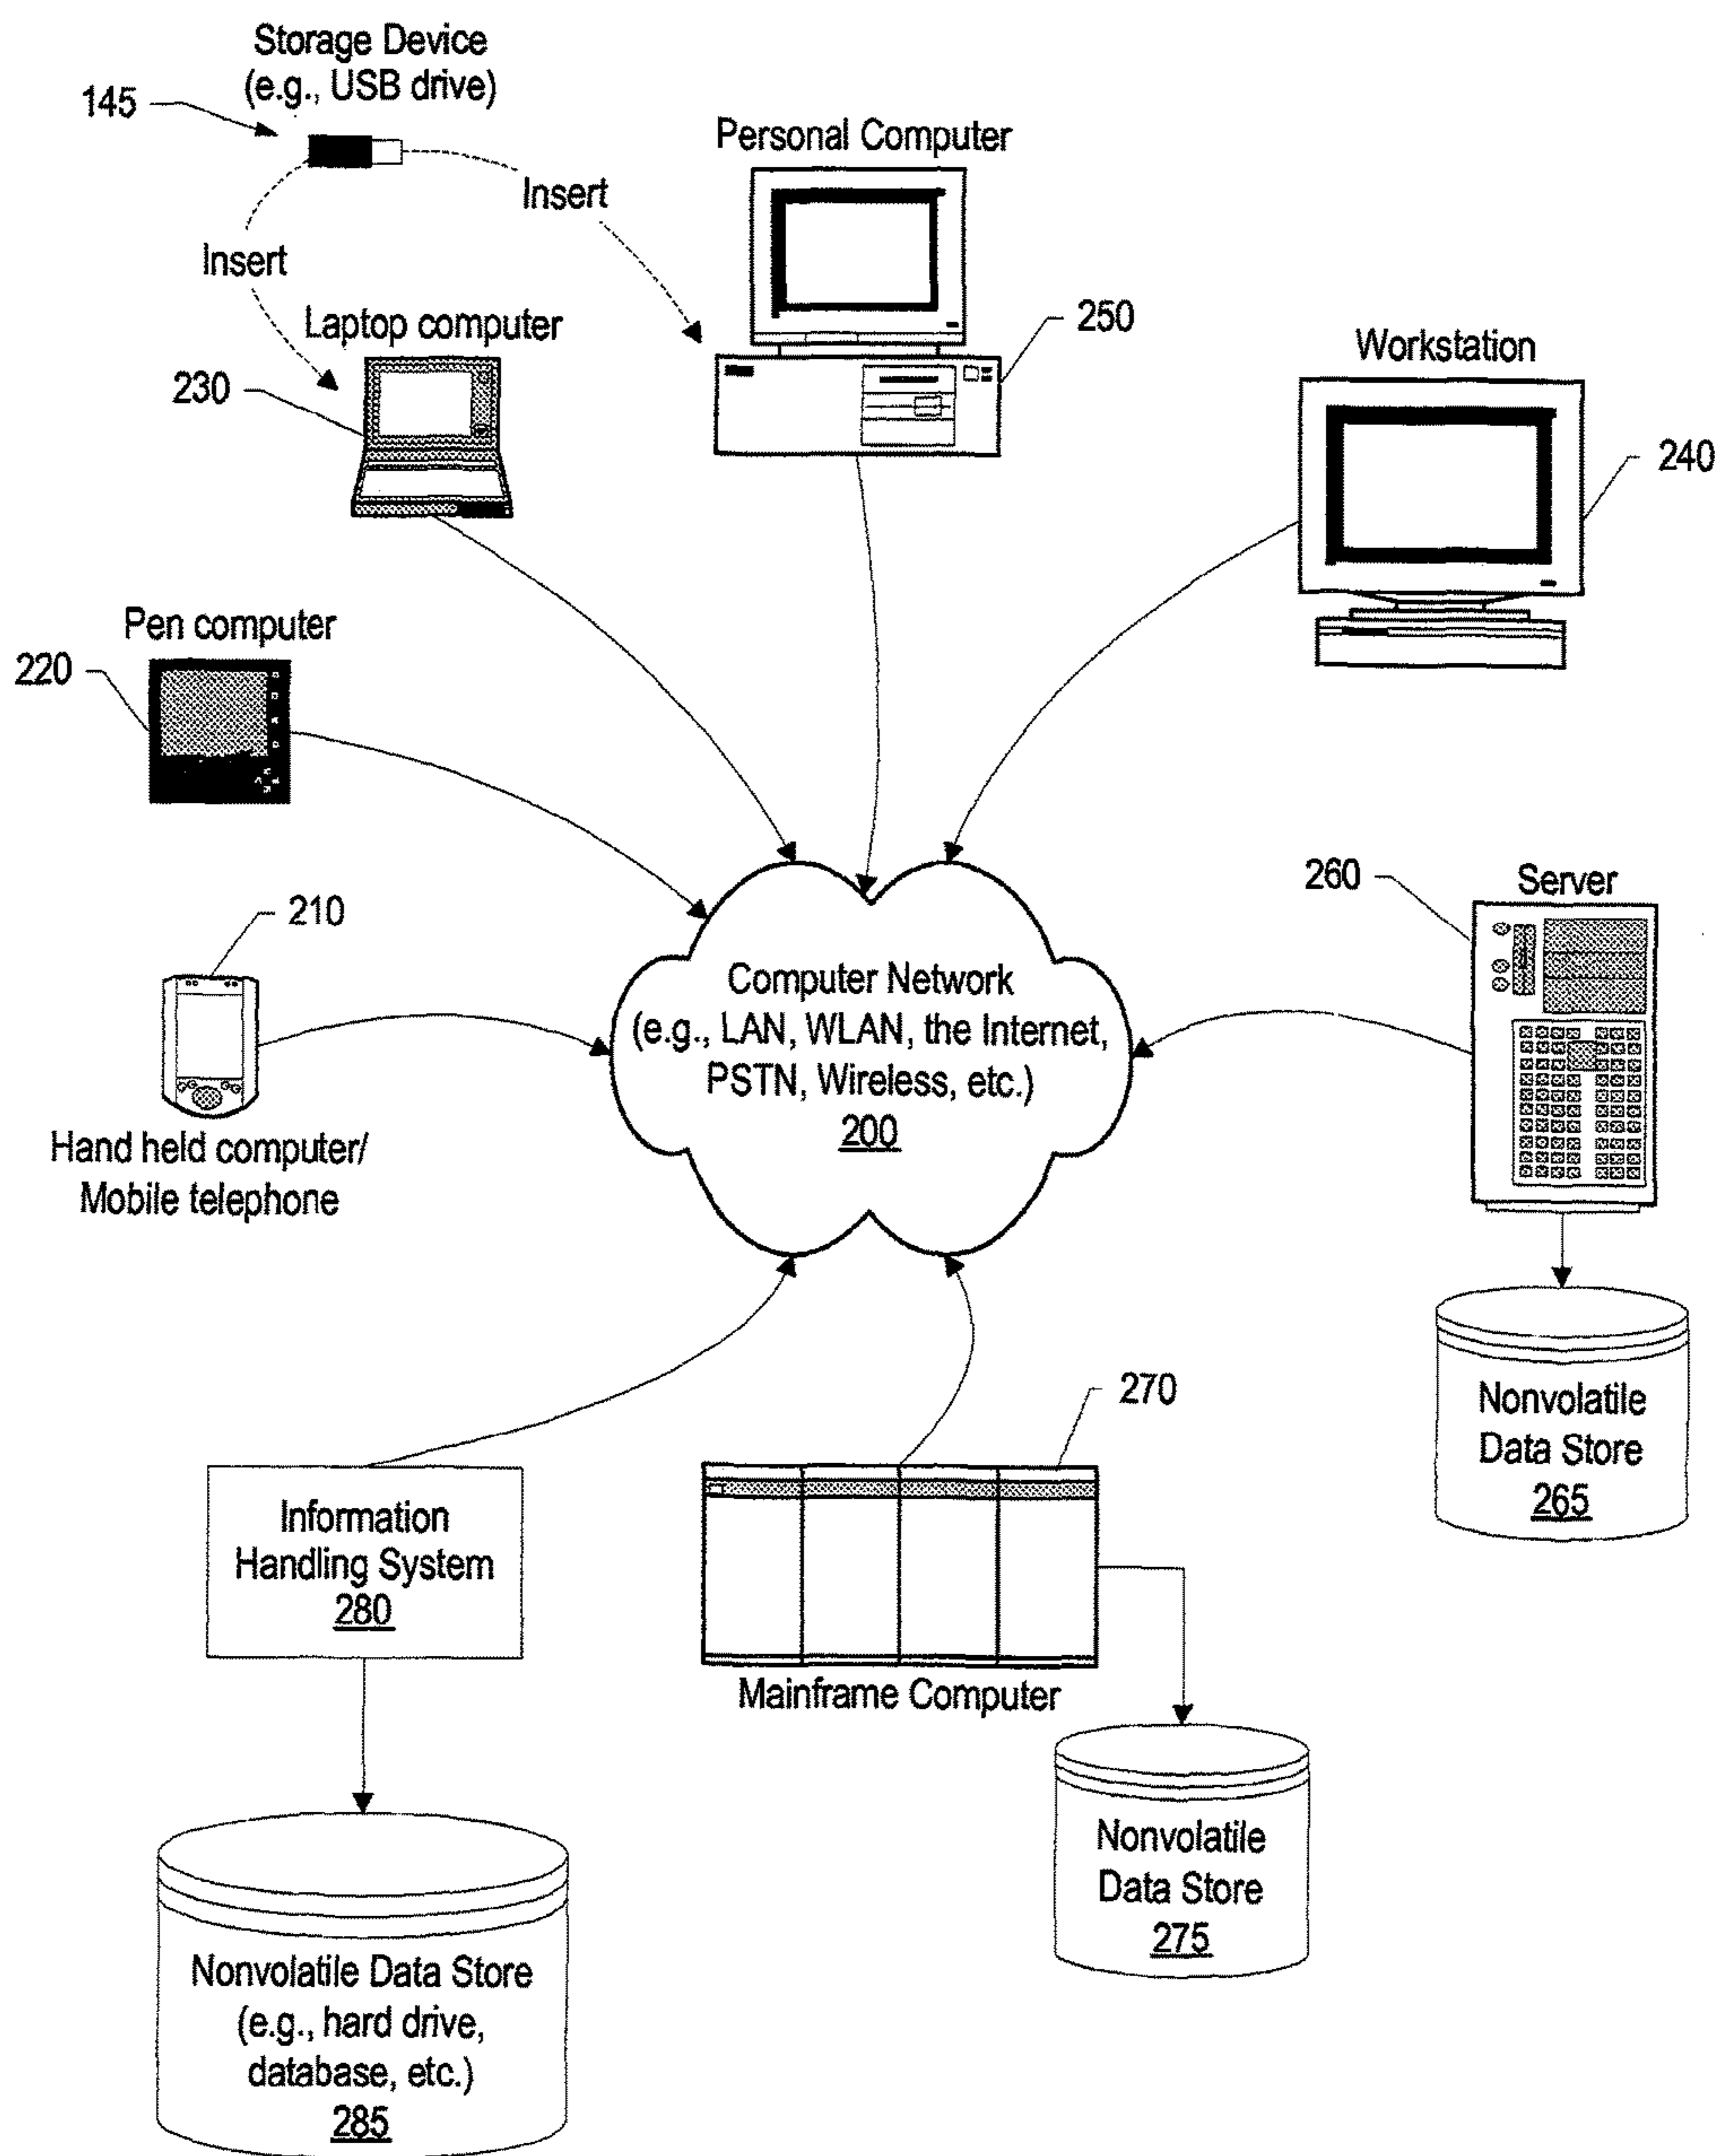 Storage Device
(e.g., USB drive)
145
Personal Computer
Insert
Insert
Laptop computer
250
Workstation
230
240
Pen computer
220
260
Server
210
Computer Network
(e.g., LAN, WLAN, the Internet,
PSTN, Wireless, etc.)
200
Hand held computer/
Mobile telephone
270
Nonvolatile
Data Store
265
Information
Handling System
280
Mainframe Computer
Nonvolatile
Data Store
275
Nonvolatile Data Store
(e.g., hard drive,
database, etc.)
285